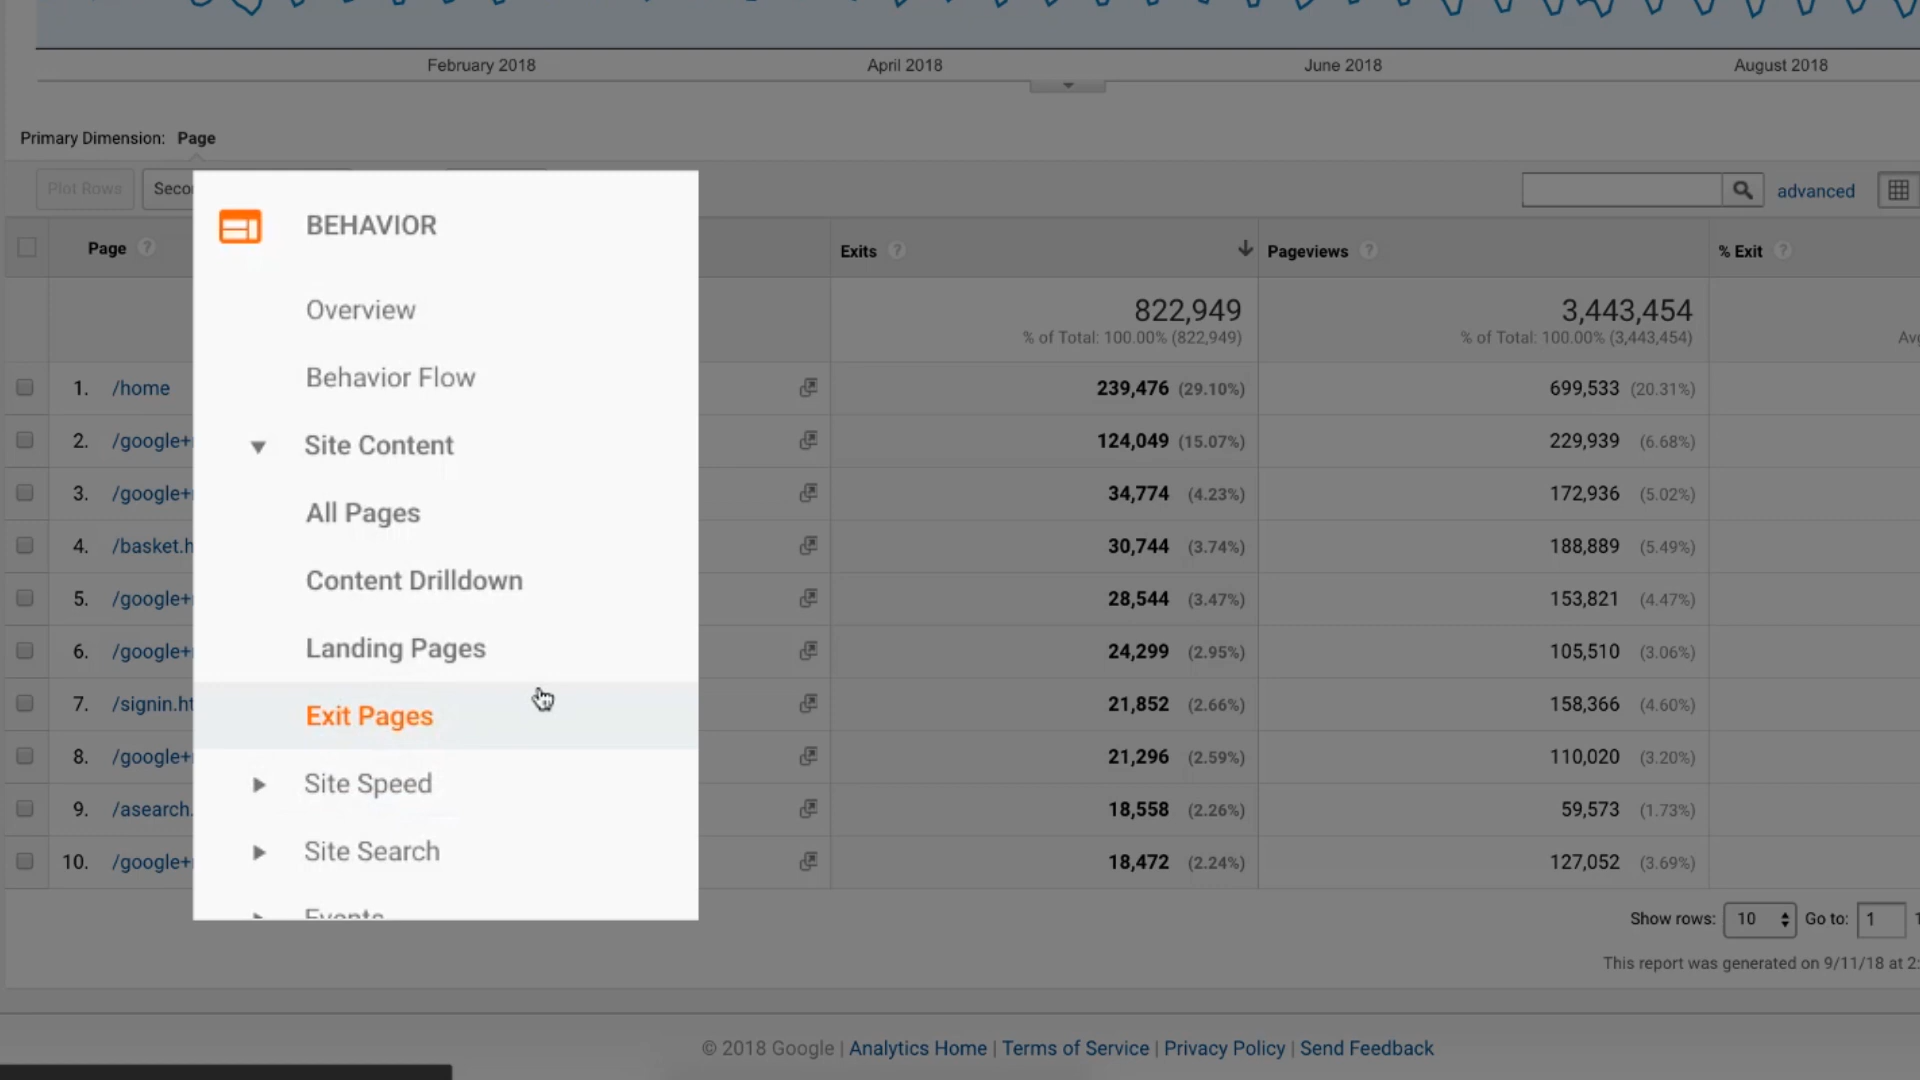 February 2018 April 2018 June 2018 August 2018
Primary Dimension: Page
Plot Rows Seco advanced
BEHAVIOR
Overview
Behavior Flow
Site Content
All Pages
Content Drilldown
Landing Pages
Exit Pages
Site Speed
Site Search
Events
Page ? Exits ? Pageviews ? % Exit ?
822,949 3,443,454
% of Total: 100.00% (822,949) % of Total: 100.00% (3,443,454) Avg
1. /home 239,476 (29.10%) 699,533 (20.31%)
2. /google+ 124,049 (15.07%) 229,939 (6.68%)
3. /google+ 34,774 (4.23%) 172,936 (5.02%)
4. /basket.h 30,744 (3.74%) 188,889 (5.49%)
5. /google+ 28,544 (3.47%) 153,821 (4.47%)
6. /google+ 24,299 (2.95%) 105,510 (3.06%)
7. /signin.ht 21,852 (2.66%) 158,366 (4.60%)
8. /google+ 21,296 (2.59%) 110,020 (3.20%)
9. /asearch. 18,558 (2.26%) 59,573 (1.73%)
10. /google+ 18,472 (2.24%) 127,052 (3.69%)
Show rows: 10 Go to: 1 1
This report was generated on 9/11/18 at 2:
© 2018 Google | Analytics Home | Terms of Service | Privacy Policy | Send Feedback